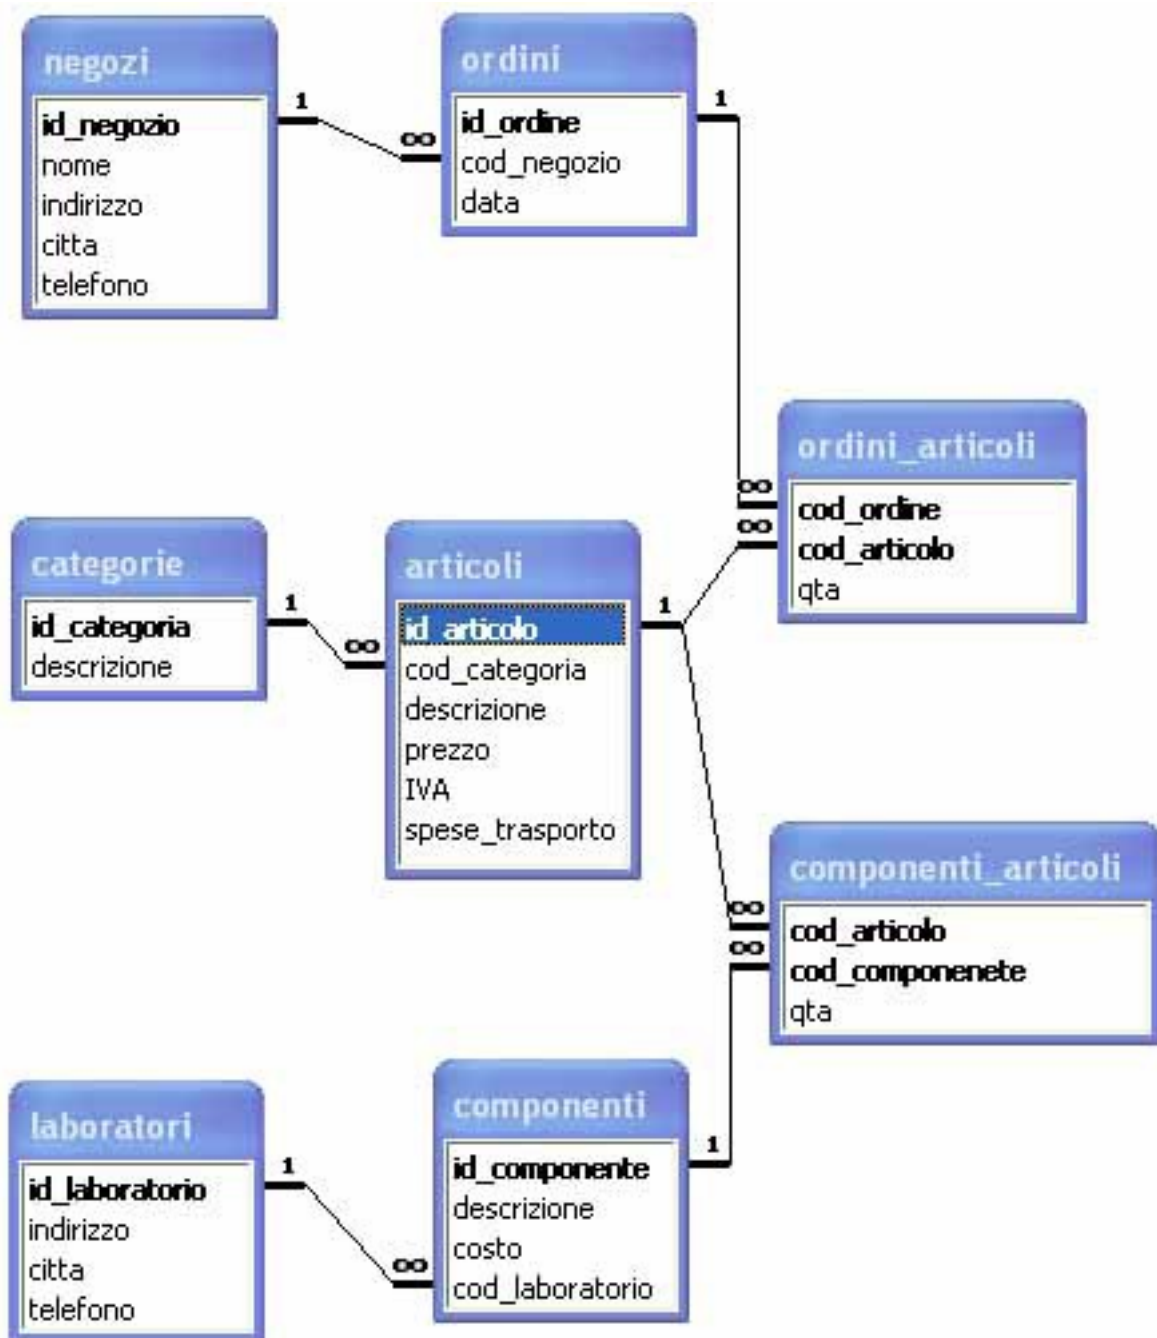 negozi
id_negozio
nome
indirizzo
citta
telefono
1
∞
ordini
id_ordine
cod_negozio
data
1
∞
ordini_articoli
cod_ordine
cod_articolo
qta
∞
categorie
id_categoria
descrizione
1
∞
articoli
id_articolo
cod_categoria
descrizione
prezzo
IVA
spese_trasporto
1
∞
componenti_articoli
cod_articolo
cod_componenete
qta
∞
laboratori
id_laboratorio
indirizzo
citta
telefono
1
∞
componenti
id_componente
descrizione
costo
cod_laboratorio
1